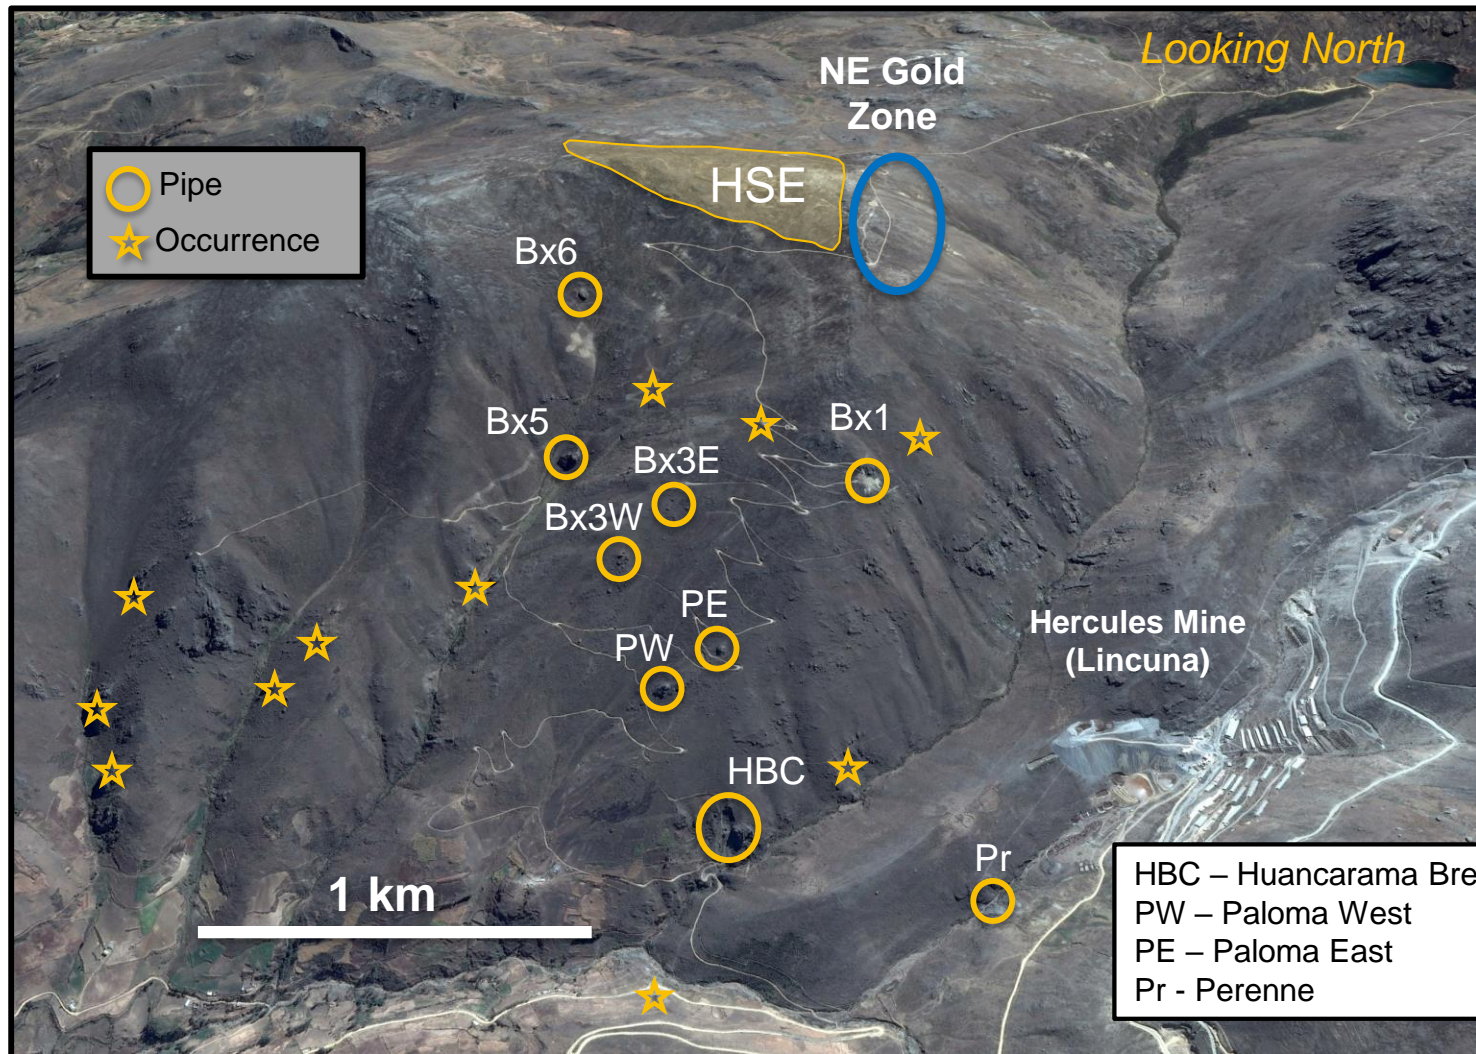 Looking North
NE Gold
Zone
HSE
Pipe
Occurrence
Bx6
Bx5
Bx1
Bx3E
Bx3W
PE
PW
Hercules Mine
(Lincuna)
HBC
Pr
1 km
HBC – Huancarama Bre
PW – Paloma West
PE – Paloma East
Pr - Perenne